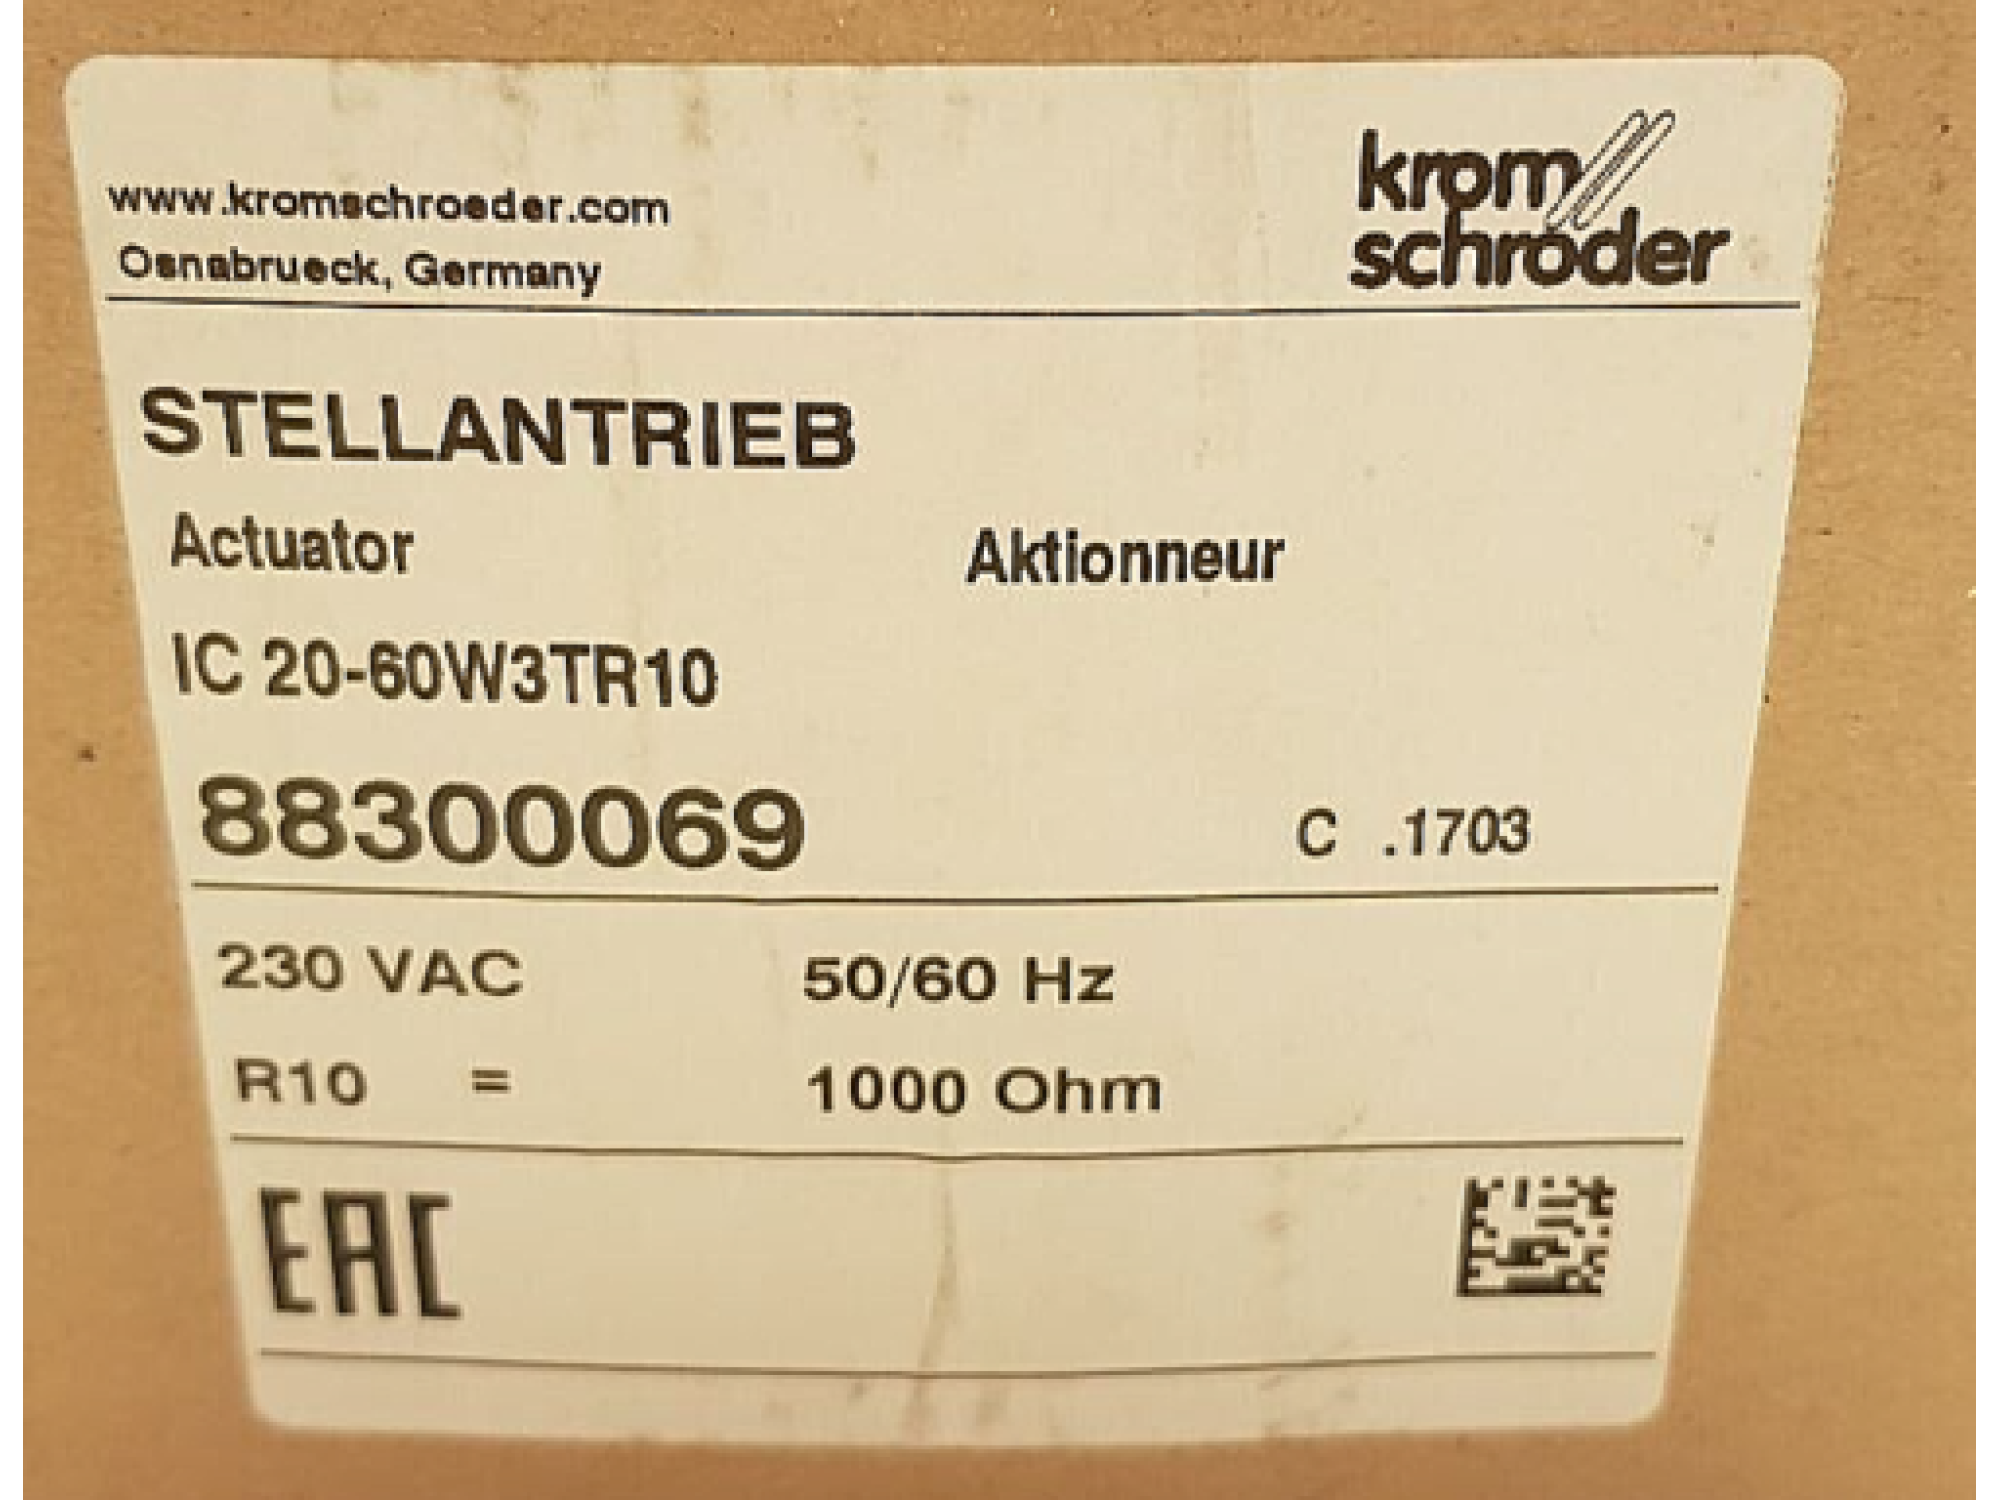 www.kromschroeder.com
Osnabrueck, Germany
krom
schröder
STELLANTRIEB
Actuator Aktionneur
IC 20-60W3TR10
88300069 C .1703
230 VAC 50/60 Hz
R10 = 1000 Ohm
EAC